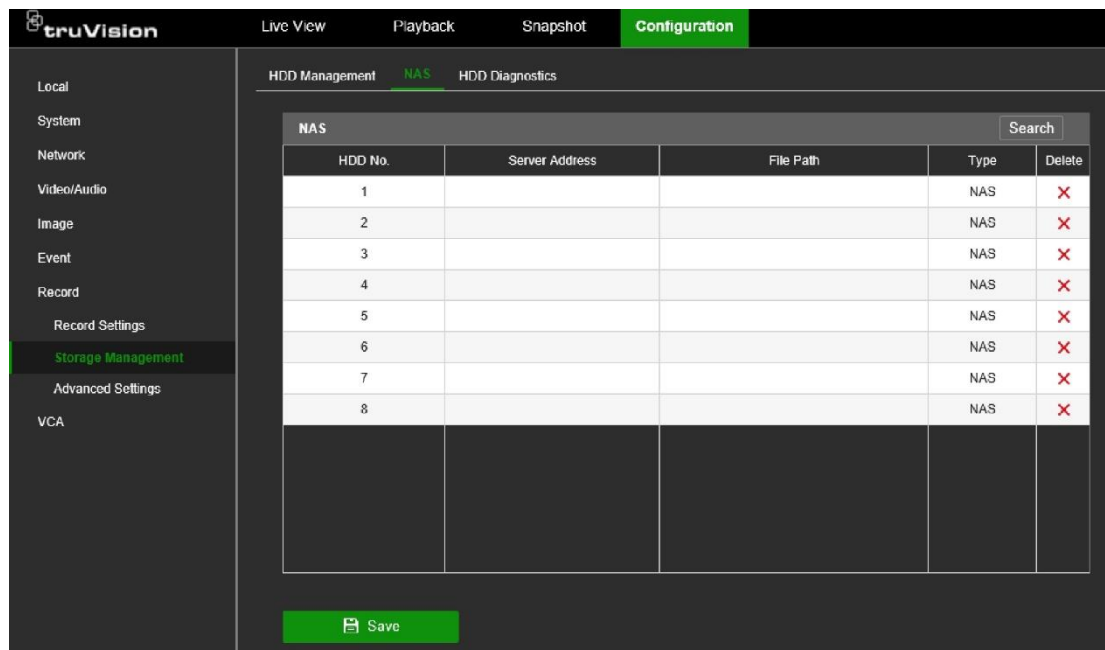 truVision Live View Playback Snapshot Configuration
HDD Management NAS HDD Diagnostics
Local
System
Network
Video/Audio
Image
Event
Record
Record Settings
Storage Management
Advanced Settings
VCA
NAS Search
HDD No. Server Address File Path Type Delete
1 NAS
2 NAS
3 NAS
4 NAS
5 NAS
6 NAS
7 NAS
8 NAS
Save